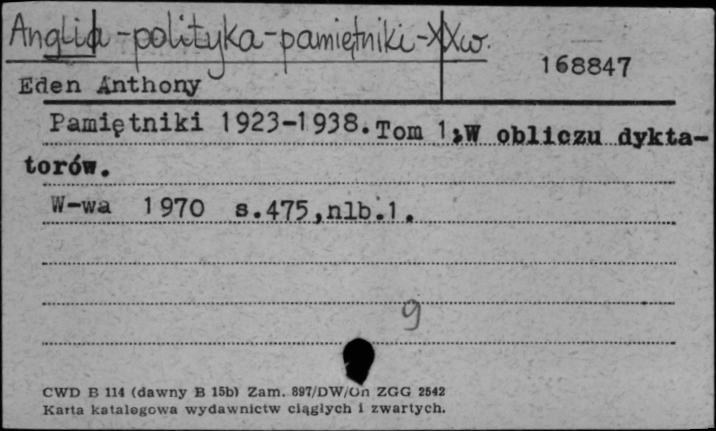 Anglia - polityka - pamiętniki - XXw.
168847
Eden Anthony
Pamiętniki 1923-1938. Tom 1: W obliczu dykta-
torów.
W-wa 1970 s.475,nlb.1.
9
CWD B 114 (dawny B 15b) Zam. 897/DW/Gn ZGG 2542
Karta katalogowa wydawnictw ciągłych i zwartych.